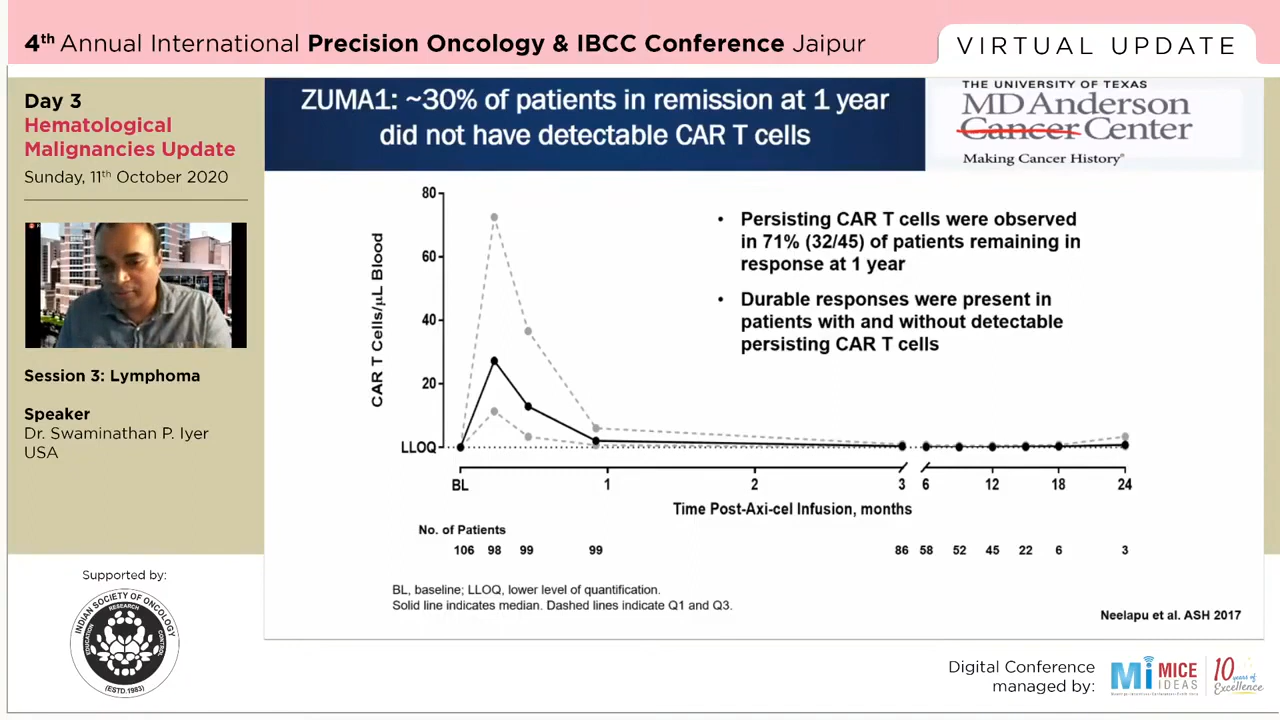 4th Annual International Precision Oncology & IBCC Conference Jaipur
VIRTUAL UPDATE
Day 3
Hematological
Malignancies Update
Sunday, 11th October 2020
Session 3: Lymphoma
Speaker
Dr. Swaminathan P. Iyer
USA
Supported by:
INDIAN SOCIETY OF ONCOLOGY
EDUCATION
RESEARCH
CONTROL
(ESTD.1983)
ZUMA1: ~30% of patients in remission at 1 year
did not have detectable CAR T cells
THE UNIVERSITY OF TEXAS
MD Anderson
Cancer Center
Making Cancer History®
CAR T Cells/µL Blood
80
60
40
20
LLOQ
• Persisting CAR T cells were observed
in 71% (32/45) of patients remaining in
response at 1 year
• Durable responses were present in
patients with and without detectable
persisting CAR T cells
BL 1 2 3 6 12 18 24
Time Post-Axi-cel Infusion, months
No. of Patients
106 98 99 99 86 58 52 45 22 6 3
BL, baseline; LLOQ, lower level of quantification.
Solid line indicates median. Dashed lines indicate Q1 and Q3.
Neelapu et al. ASH 2017
Digital Conference
managed by:
Mi MICE
IDEAS
10 years of
Excellence